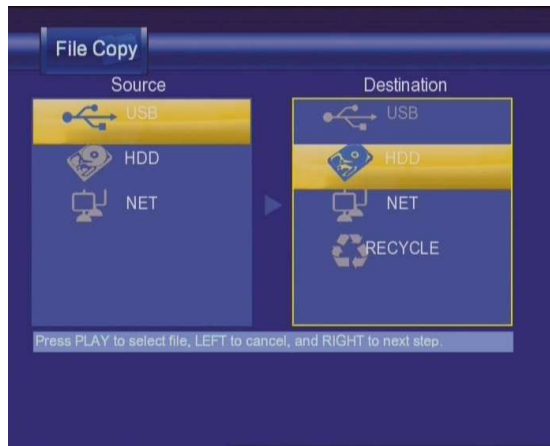 File Copy
Source
USB
HDD
NET
Destination
USB
HDD
NET
RECYCLE
Press PLAY to select file, LEFT to cancel, and RIGHT to next step.